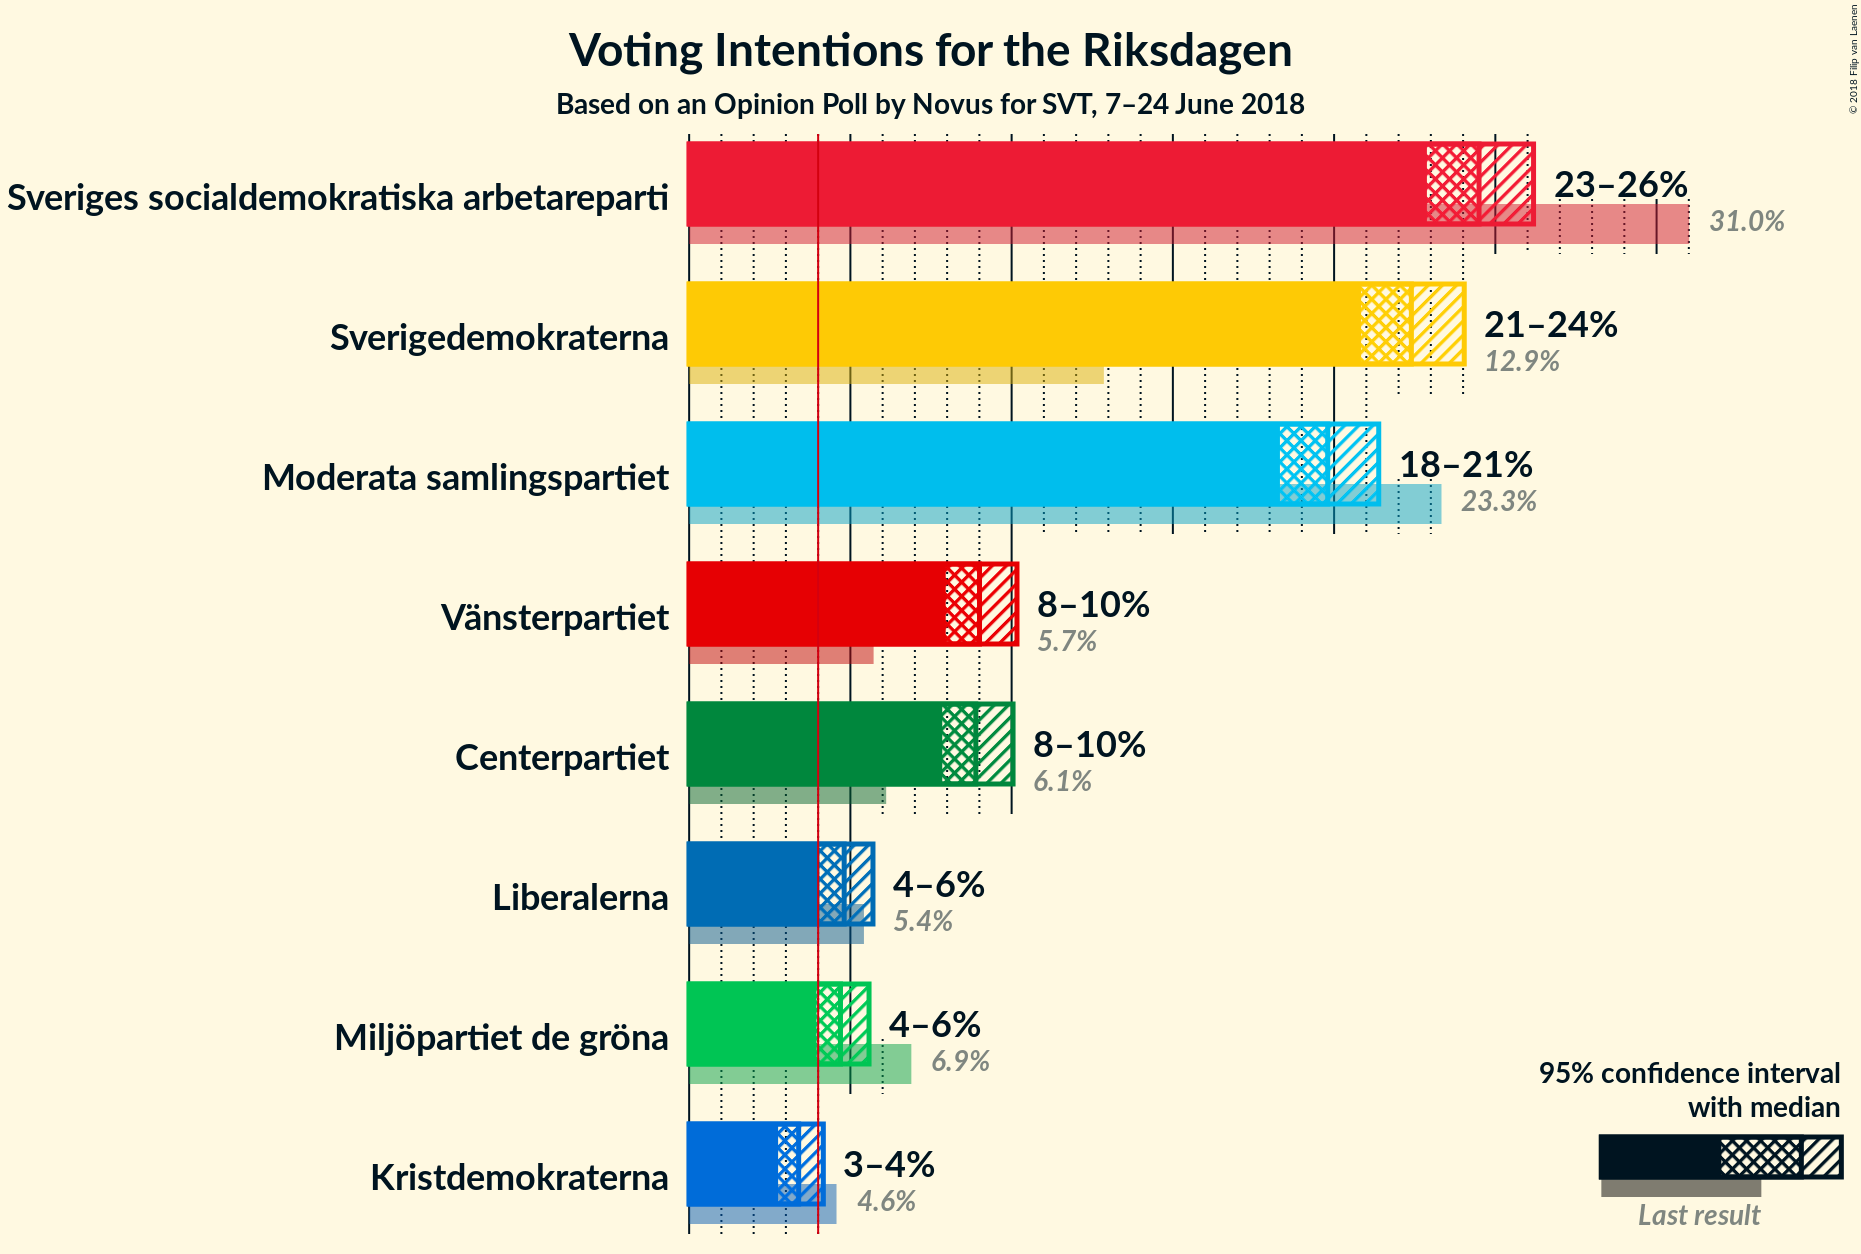 Voting Intentions for the Riksdagen
Based on an Opinion Poll by Novus for SVT, 7–24 June 2018
© 2018 Filip van Laenen
Sveriges socialdemokratiska arbetareparti
23–26%
31.0%
Sverigedemokraterna
21–24%
12.9%
Moderata samlingspartiet
18–21%
23.3%
Vänsterpartiet
8–10%
5.7%
Centerpartiet
8–10%
6.1%
Liberalerna
4–6%
5.4%
Miljöpartiet de gröna
4–6%
6.9%
Kristdemokraterna
3–4%
4.6%
95% confidence interval
with median
Last result